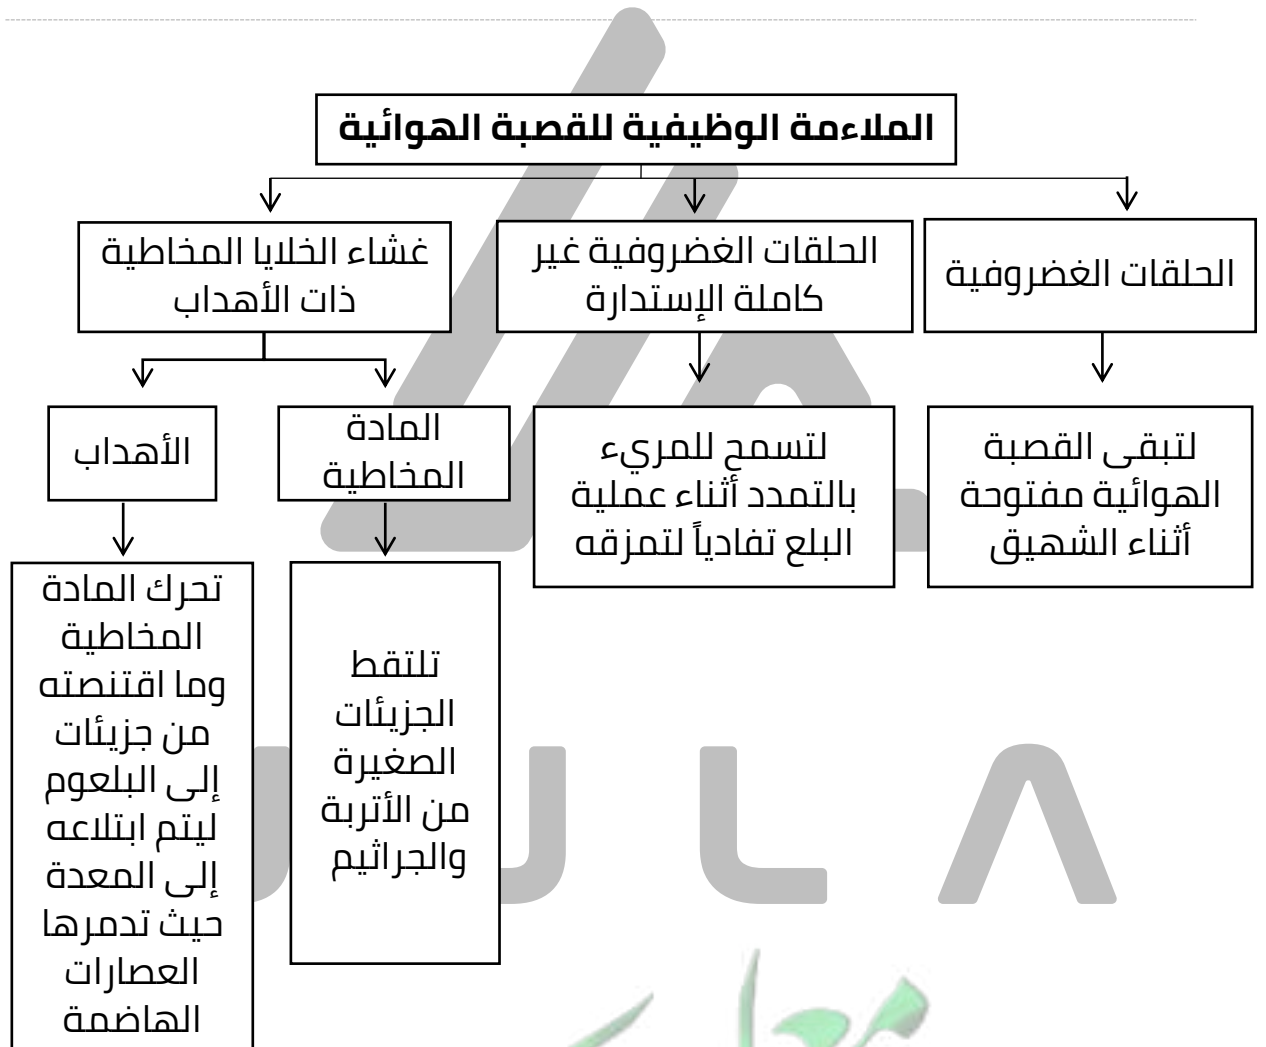 الملاءمة الوظيفية للقصبة الهوائية
الحلقات الغضروفية
الحلقات الغضروفية غير
كاملة الإستدارة
غشاء الخلايا المخاطية
ذات الأهداب
لتبقى القصبة
الهوائية مفتوحة
أثناء الشهيق
لتسمح للمريء
بالتمدد أثناء عملية
البلع تفادياً لتمزقه
المادة
المخاطية
الأهداب
تلتقط
الجزيئات
الصغيرة
من الأتربة
والجراثيم
تحرك المادة
المخاطية
وما اقتنصته
من جزيئات
إلى البلعوم
ليتم ابتلاعه
إلى المعدة
حيث تدمرها
العصارات
الهاضمة